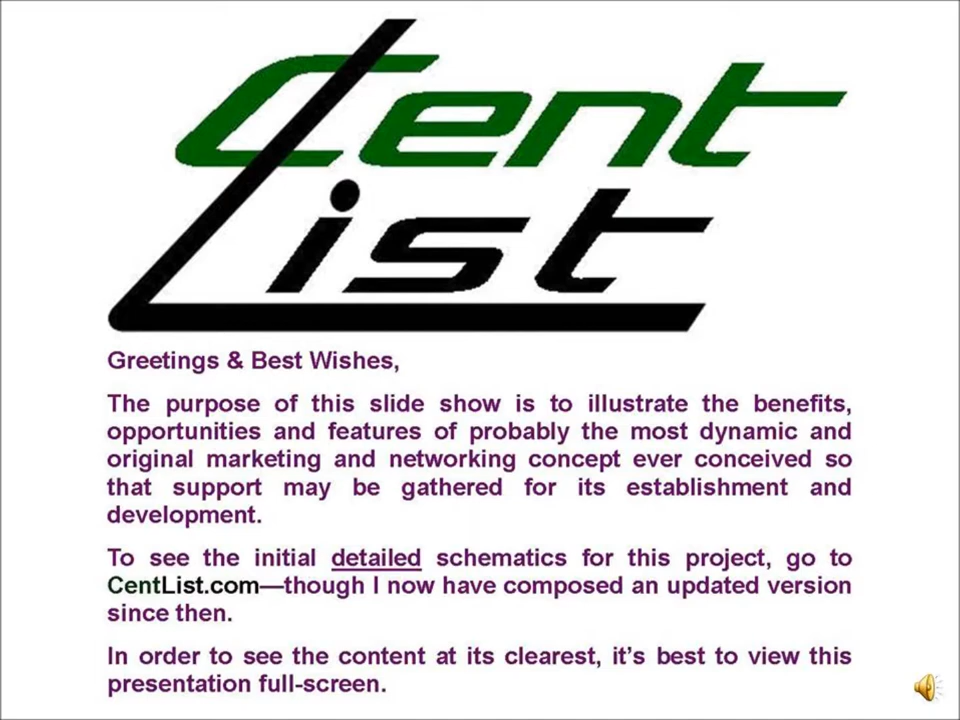 Cent
List
Greetings & Best Wishes,
The purpose of this slide show is to illustrate the benefits,
opportunities and features of probably the most dynamic and
original marketing and networking concept ever conceived so
that support may be gathered for its establishment and
development.
To see the initial detailed schematics for this project, go to
CentList.com—though I now have composed an updated version
since then.
In order to see the content at its clearest, it’s best to view this
presentation full-screen.